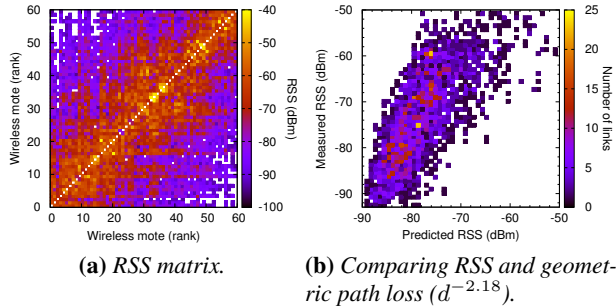 60
50
40
30
20
10
0
Wireless mote (rank)
0 10 20 30 40 50 60
Wireless mote (rank)
-40
-50
-60
-70
-80
-90
-100
RSS (dBm)
-50
-60
-70
-80
-90
Measured RSS (dBm)
-90 -80 -70 -60 -50
Predicted RSS (dBm)
25
20
15
10
5
0
Number of links
(a) RSS matrix.
(b) Comparing RSS and geomet-
ric path loss (d^{-2.18}).